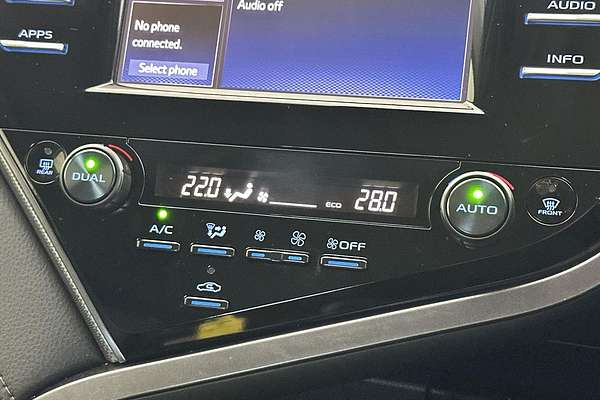 Audio off
AUDIO
No phone
connected.
APPS
Select phone
INFO
REAR
DUAL
22.0
ECO
28.0
AUTO
FRONT
A/C
OFF